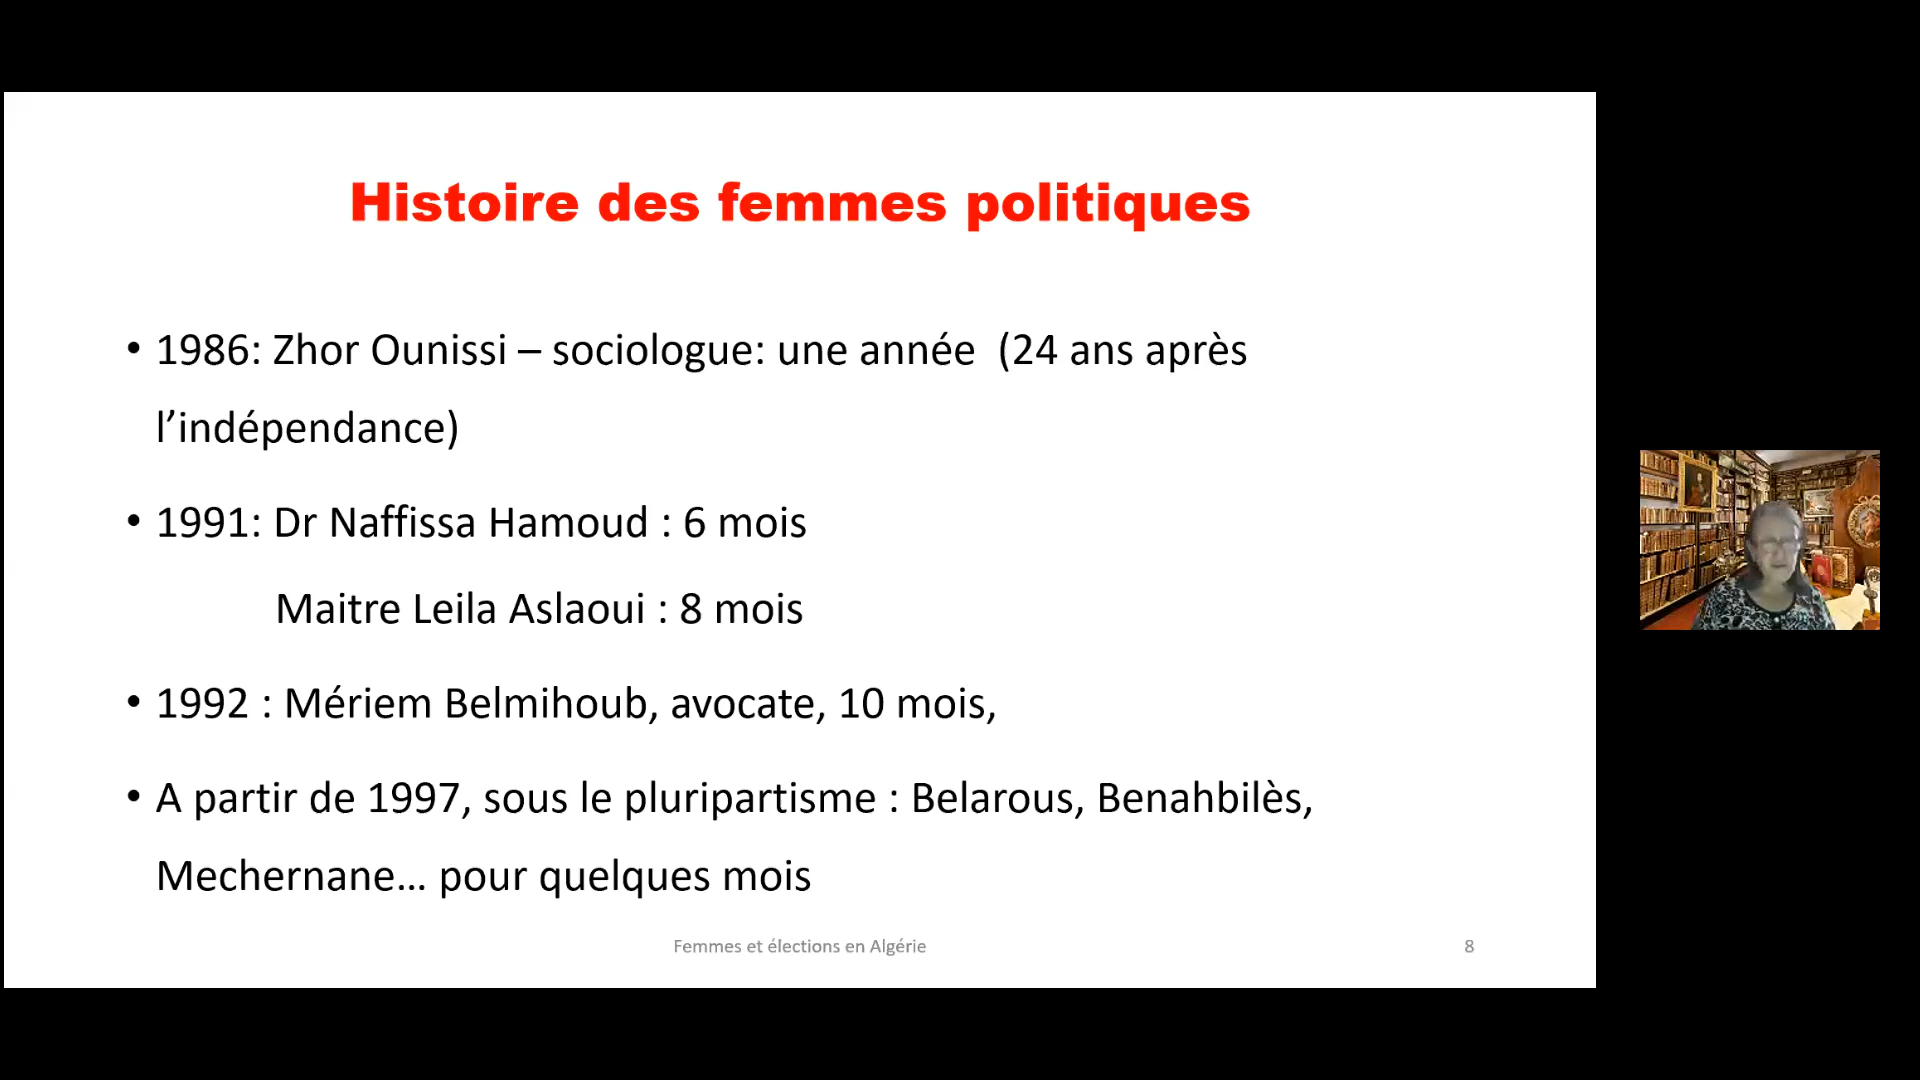 Histoire des femmes politiques
• 1986: Zhor Ounissi – sociologue: une année  (24 ans après
l’indépendance)
• 1991: Dr Naffissa Hamoud : 6 mois
Maitre Leila Aslaoui : 8 mois
• 1992 : Mériem Belmihoub, avocate, 10 mois,
• A partir de 1997, sous le pluripartisme : Belarous, Benahbilès,
Mechernane... pour quelques mois
Femmes et élections en Algérie
8